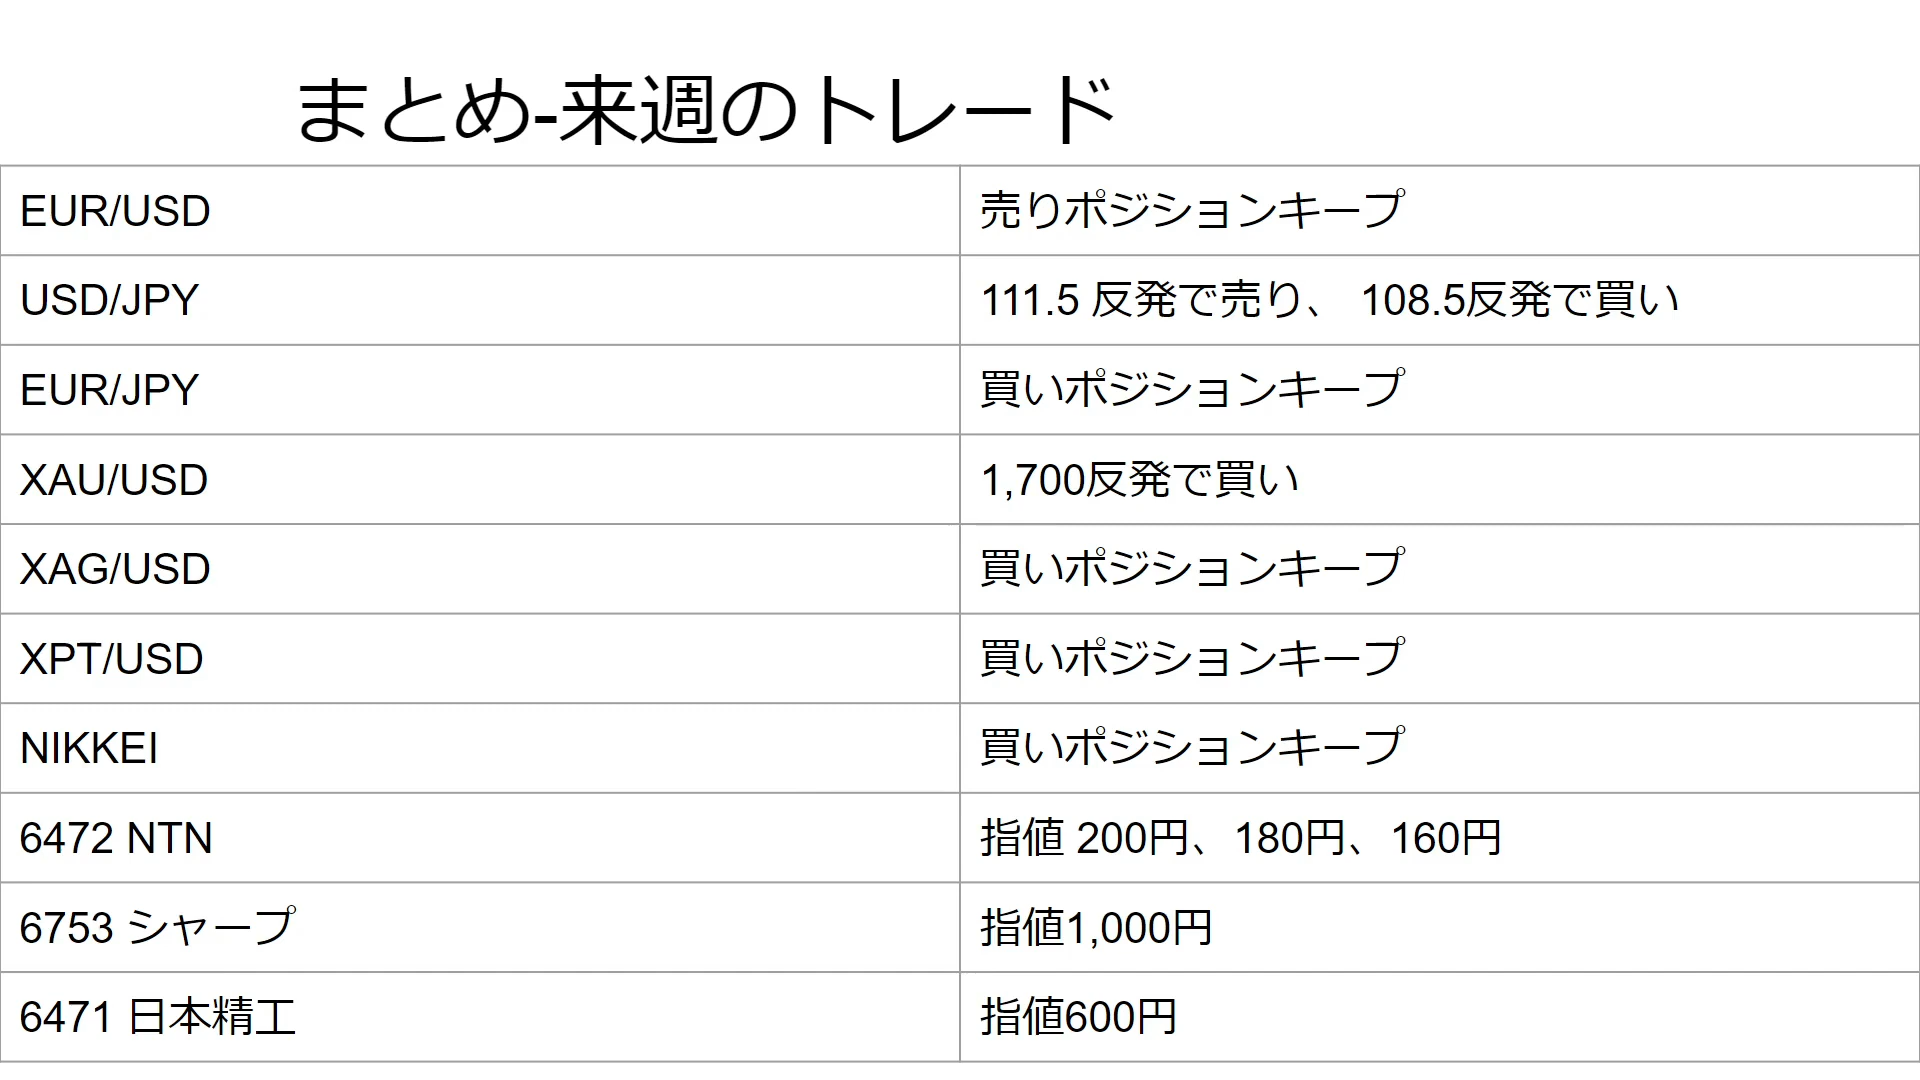 まとめ-来週のトレード
EUR/USD 売りポジションキープ
USD/JPY 111.5 反発で売り、 108.5反発で買い
EUR/JPY 買いポジションキープ
XAU/USD 1,700反発で買い
XAG/USD 買いポジションキープ
XPT/USD 買いポジションキープ
NIKKEI 買いポジションキープ
6472 NTN 指値 200円、180円、160円
6753 シャープ 指値1,000円
6471 日本精工 指値600円